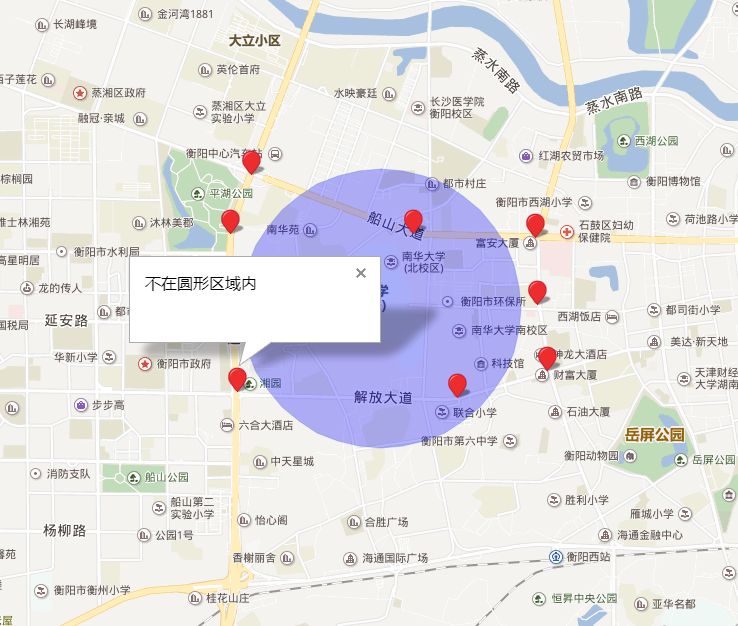 金河湾1881
长湖峰境
大立小区
英伦首府
百子莲花
蒸湘区政府
水映豪廷
长沙医学院
衡阳校区
蒸水南路
蒸水南路
蒸湘区大立
实验小学
融冠·亲城
西湖公园
衡阳中心汽车站
红湖农贸市场
棕榈园
平湖公园
都市村庄
衡阳博物馆
衡阳市西湖小学
雅士林湘苑
沐林美郡
南华苑
船山大道
石鼓区妇幼
保健院
荷池路小学
富安大厦
衡阳市水利局
高星明居
南华大学
(北校区)
不在圆形区域内
龙的传人
都市
学
)
衡阳市环保所
都司街小学
国税局
延安路
西湖饭店
南华大学南校区
美达·新天地
华新小学
衡阳市政府
科技馆
神龙大酒店
财富大厦
天津财经
大学湖南
湘园
解放大道
步步高
联合小学
石油大厦
六合大酒店
岳屏公园
衡阳市第六中学
中天星城
衡阳动物园
岳屏公园
消防支队
船山公园
船山第二
实验小学
胜利小学
雁城小学
杨柳路
怡心阁
合胜广场
公园1号
海通金融中心
馨苑
香榭丽舍
海通国际广场
衡阳西站
衡阳市衡州小学
桂花山庄
恒昇中央公园
亚华名都
老屋